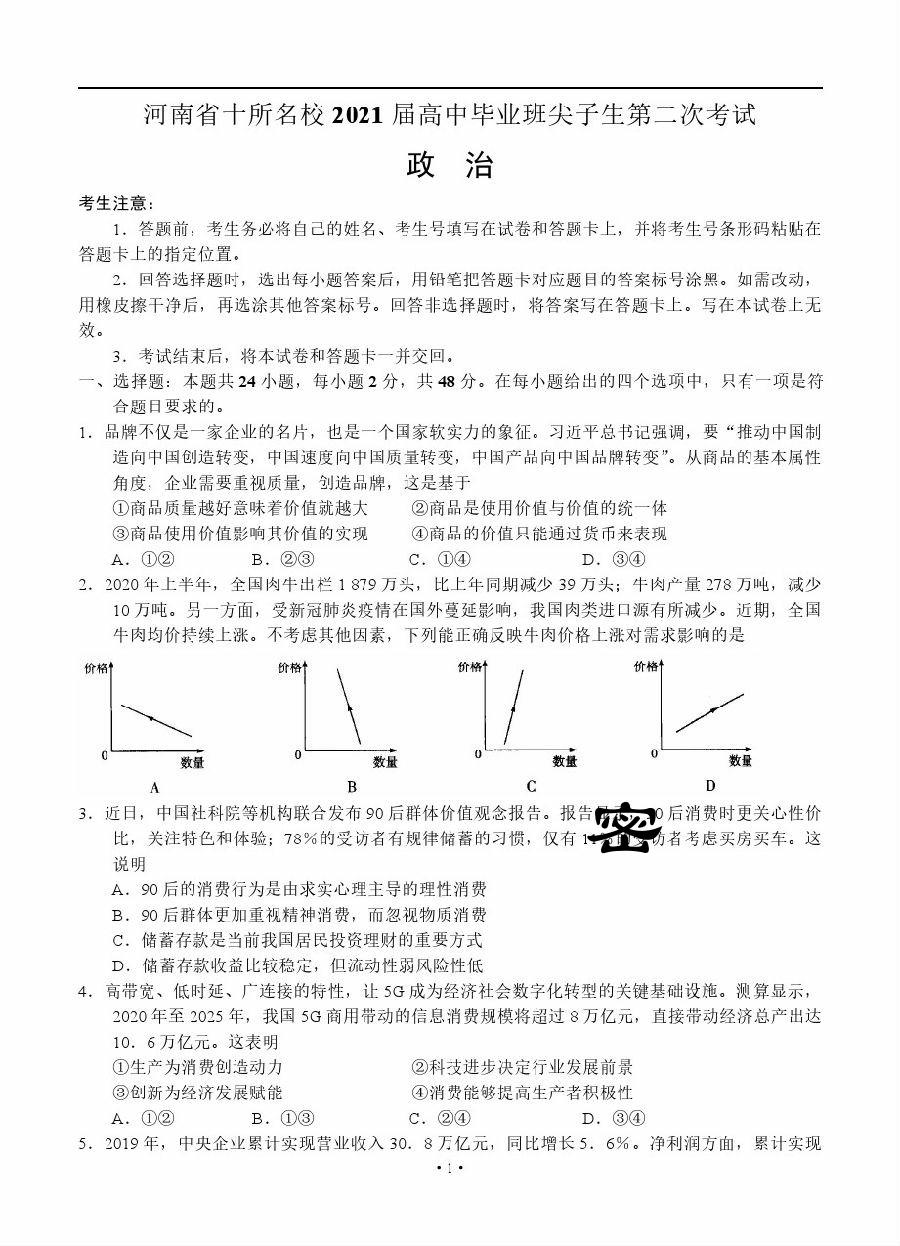 河南省十所名校 2021 届高中毕业班尖子生第二次考试
政 治
考生注意：
1．答题前，考生务必将自己的姓名、考生号填写在试卷和答题卡上，并将考生号条形码粘贴在
答题卡上的指定位置。
2．回答选择题时，选出每小题答案后，用铅笔把答题卡对应题目的答案标号涂黑。如需改动，
用橡皮擦干净后，再选涂其他答案标号。回答非选择题时，将答案写在答题卡上。写在本试卷上无
效。
3．考试结束后，将本试卷和答题卡一并交回。
一、选择题：本题共 24 小题，每小题 2 分，共 48 分。在每小题给出的四个选项中，只有一项是符
合题目要求的。
1．品牌不仅是一家企业的名片，也是一个国家软实力的象征。习近平总书记强调，要“推动中国制
造向中国创造转变，中国速度向中国质量转变，中国产品向中国品牌转变”。从商品的基本属性
角度，企业需要重视质量，创造品牌，这是基于
①商品质量越好意味着价值就越大 ②商品是使用价值与价值的统一体
③商品使用价值影响其价值的实现 ④商品的价值只能通过货币来表现
A．①② B．②③ C．①④ D．③④
2．2020 年上半年，全国肉牛出栏 1 879 万头，比上年同期减少 39 万头；牛肉产量 278 万吨，减少
10 万吨。另一方面，受新冠肺炎疫情在国外蔓延影响，我国肉类进口源有所减少。近期，全国
牛肉均价持续上涨。不考虑其他因素，下列能正确反映牛肉价格上涨对需求影响的是
价格 价格 价格 价格
0 数量 0 数量 0 数量 0 数量
A B C D
3．近日，中国社科院等机构联合发布 90 后群体价值观念报告。报告 0 后消费时更关心性价
密
比，关注特色和体验；78％的受访者有规律储蓄的习惯，仅有 1 访者考虑买房买车。这
说明
A．90 后的消费行为是由求实心理主导的理性消费
B．90 后群体更加重视精神消费，而忽视物质消费
C．储蓄存款是当前我国居民投资理财的重要方式
D．储蓄存款收益比较稳定，但流动性弱风险性低
4．高带宽、低时延、广连接的特性，让 5G 成为经济社会数字化转型的关键基础设施。测算显示，
2020 年至 2025 年，我国 5G 商用带动的信息消费规模将超过 8 万亿元，直接带动经济总产出达
10．6 万亿元。这表明
①生产为消费创造动力 ②科技进步决定行业发展前景
③创新为经济发展赋能 ④消费能够提高生产者积极性
A．①② B．①③ C．②④ D．③④
5．2019 年，中央企业累计实现营业收入 30．8 万亿元，同比增长 5．6％。净利润方面，累计实现
·1·